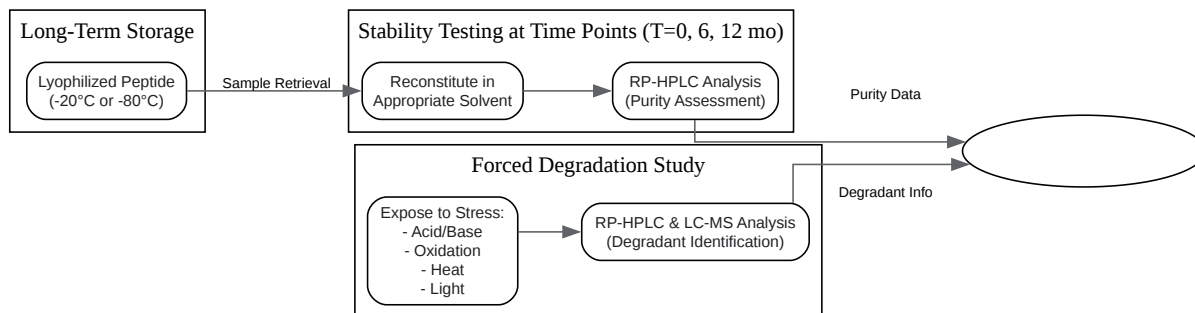 Long-Term Storage
Lyophilized Peptide
(-20°C or -80°C)
Sample Retrieval
Stability Testing at Time Points (T=0, 6, 12 mo)
Reconstitute in
Appropriate Solvent
RP-HPLC Analysis
(Purity Assessment)
Purity Data
Forced Degradation Study
Expose to Stress:
- Acid/Base
- Oxidation
- Heat
- Light
RP-HPLC & LC-MS Analysis
(Degradant Identification)
Degradant Info